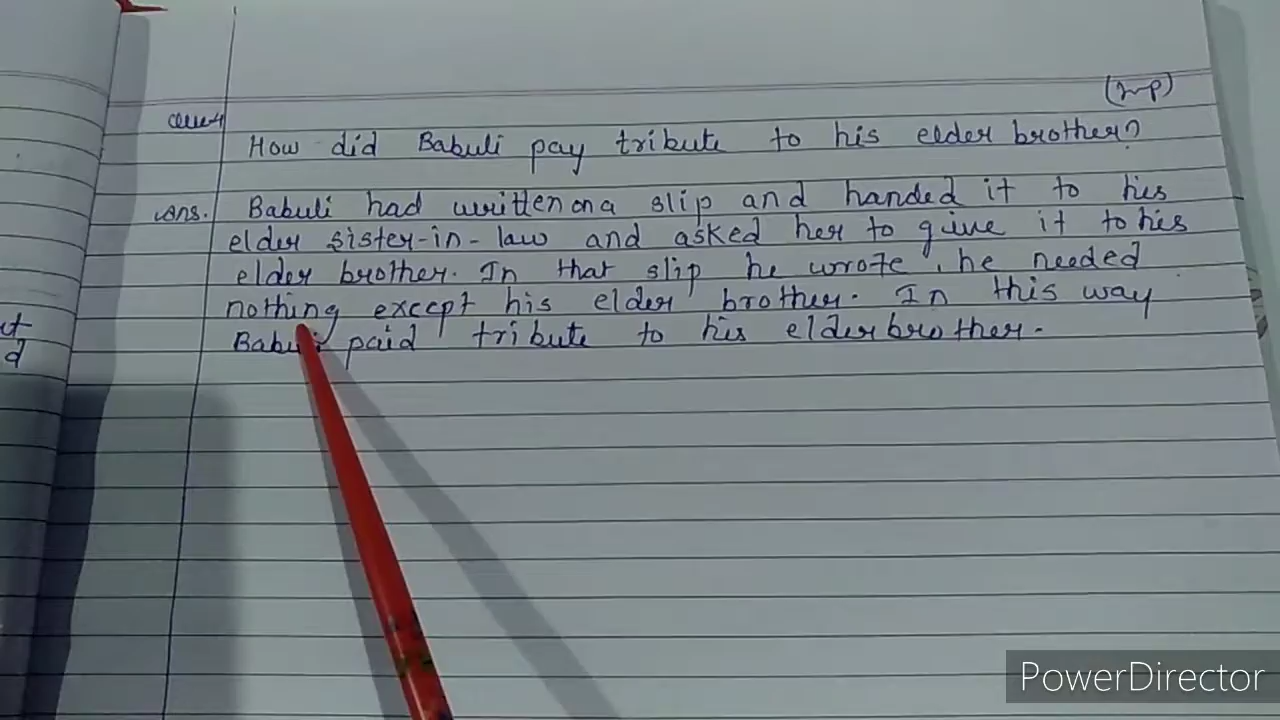 (imp)
Ques
How did Babuli pay tribute to his elder brother?
Ans. Babuli had written on a slip and handed it to his
elder sister-in-law and asked her to give it to his
elder brother. In that slip he wrote, he needed
nothing except his elder brother. In this way
Babuli paid tribute to his elder brother.
PowerDirector